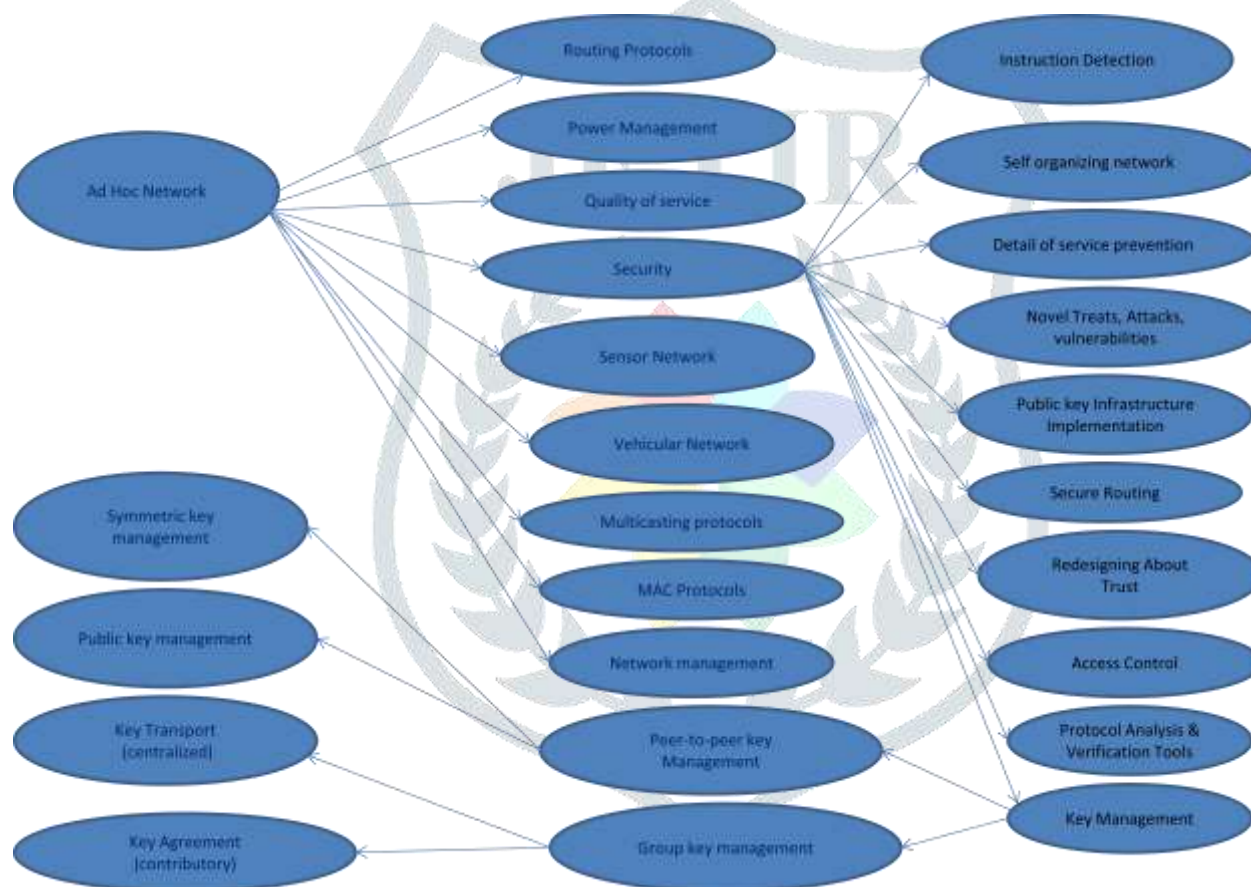 Ad Hoc Network
Routing Protocols
Power Management
Quality of service
Security
Sensor Network
Vehicular Network
Multicasting protocols
MAC Protocols
Network management
Peer-to-peer key
Management
Group key management
Instruction Detection
Self organizing network
Detail of service prevention
Novel Treats, Attacks,
vulnerabilities
Public key Infrastructure
Implementation
Secure Routing
Redesigning About
Trust
Access Control
Protocol Analysis &
Verification Tools
Key Management
Symmetric key
management
Public key management
Key Transport
(centralized)
Key Agreement
(contributory)